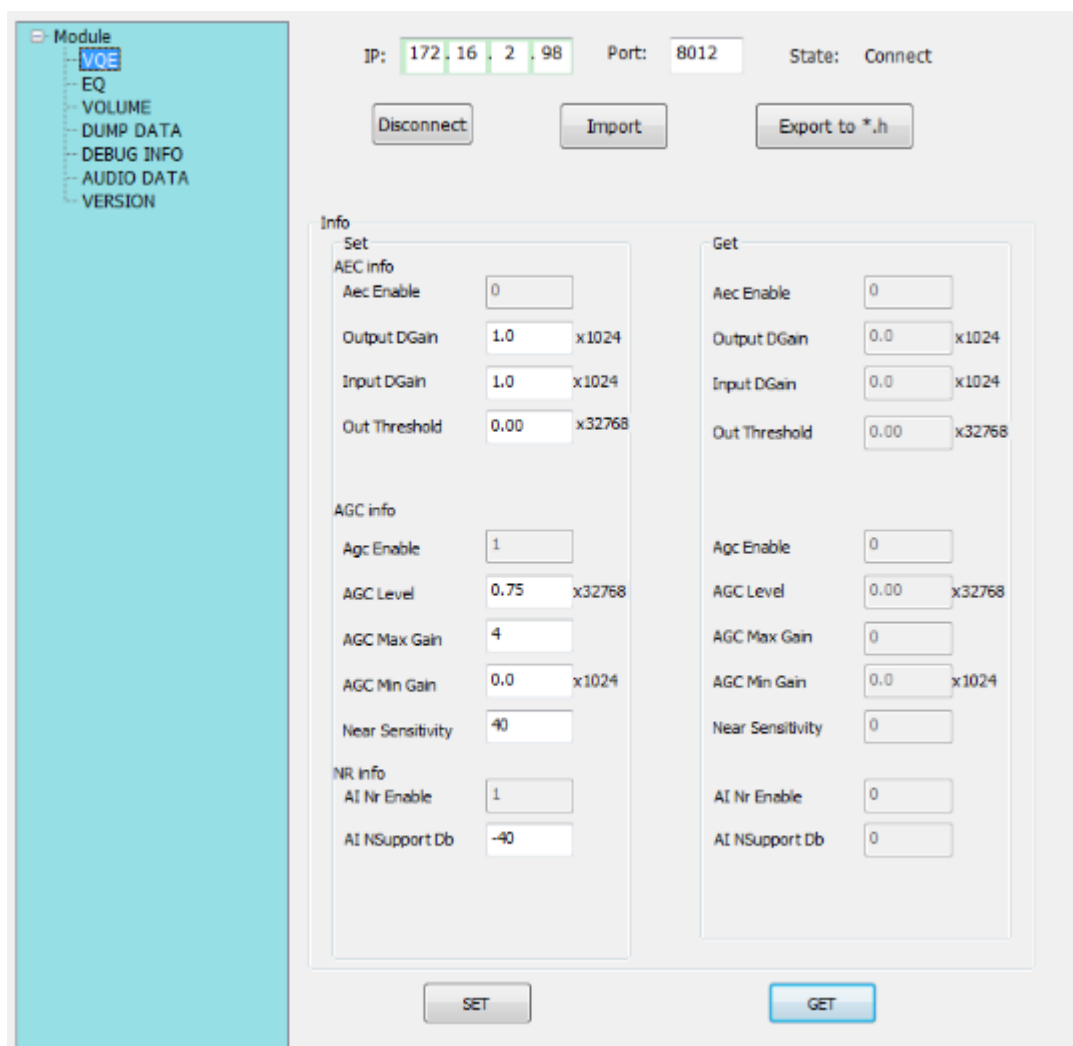 Module
VQE
EQ
VOLUME
DUMP DATA
DEBUG INFO
AUDIO DATA
VERSION
IP: 172 . 16 . 2 . 98 Port: 8012 State: Connect
Disconnect Import Export to *.h
Info
Set
AEC info
Aec Enable 0
Output DGain 1.0 x1024
Input DGain 1.0 x1024
Out Threshold 0.00 x32768
AGC info
Agc Enable 1
AGC Level 0.75 x32768
AGC Max Gain 4
AGC Min Gain 0.0 x1024
Near Sensitivity 40
NR info
AI Nr Enable 1
AI NSupport Db -40
SET
Get
Aec Enable 0
Output DGain 0.0 x1024
Input DGain 0.0 x1024
Out Threshold 0.00 x32768
Agc Enable 0
AGC Level 0.00 x32768
AGC Max Gain 0
AGC Min Gain 0.0 x1024
Near Sensitivity 0
AI Nr Enable 0
AI NSupport Db 0
GET